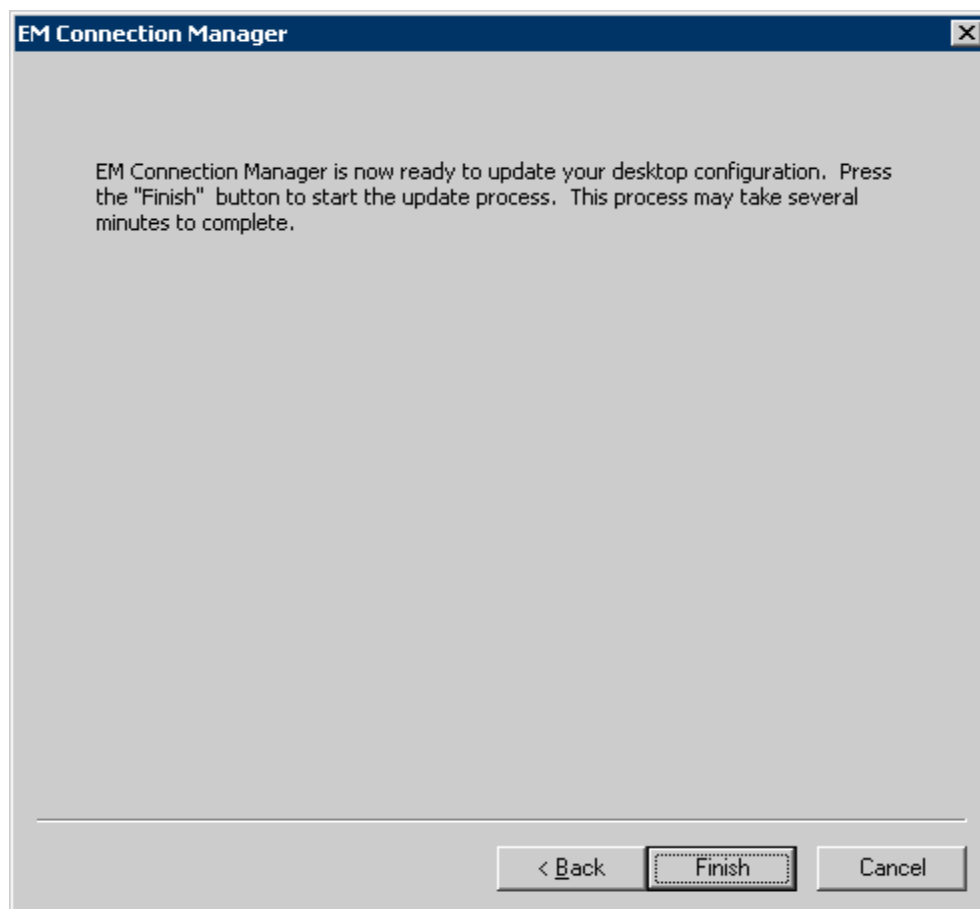 EM Connection Manager
EM Connection Manager is now ready to update your desktop configuration.  Press
the "Finish"  button to start the update process.  This process may take several
minutes to complete.
< Back
Finish
Cancel